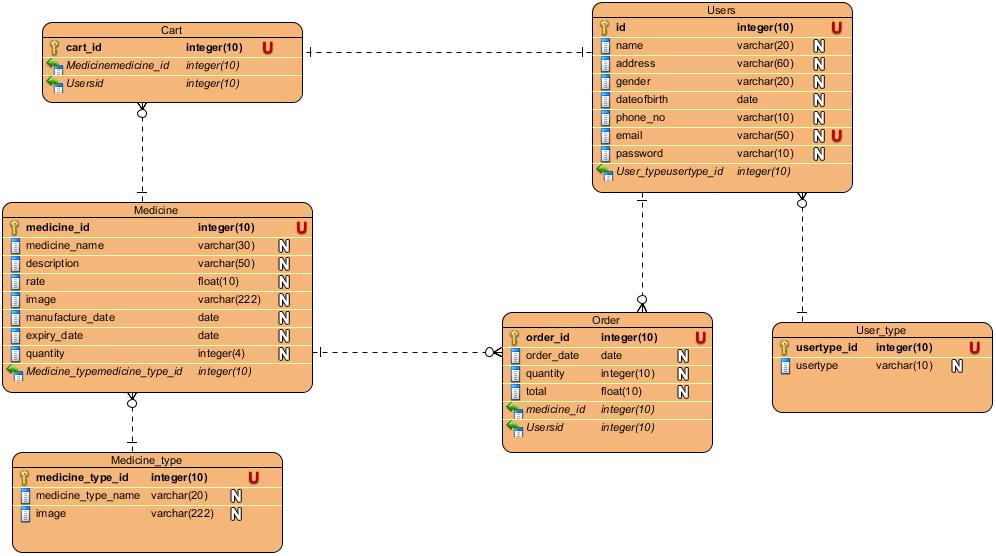 Cart
cart_id integer(10) U
Medicinemedicine_id integer(10)
Usersid integer(10)
Users
id integer(10) U
name varchar(20) N
address varchar(60) N
gender varchar(20) N
dateofbirth date N
phone_no varchar(10) N
email varchar(50) N U
password varchar(10) N
User_typeusertype_id integer(10)
Medicine
medicine_id integer(10) U
medicine_name varchar(30) N
description varchar(50) N
rate float(10) N
image varchar(222) N
manufacture_date date N
expiry_date date N
quantity integer(4) N
Medicine_typemedicine_type_id integer(10)
Order
order_id integer(10) U
order_date date N
quantity integer(10) N
total float(10) N
medicine_id integer(10)
Usersid integer(10)
User_type
usertype_id integer(10) U
usertype varchar(10) N
Medicine_type
medicine_type_id integer(10) U
medicine_type_name varchar(20) N
image varchar(222) N